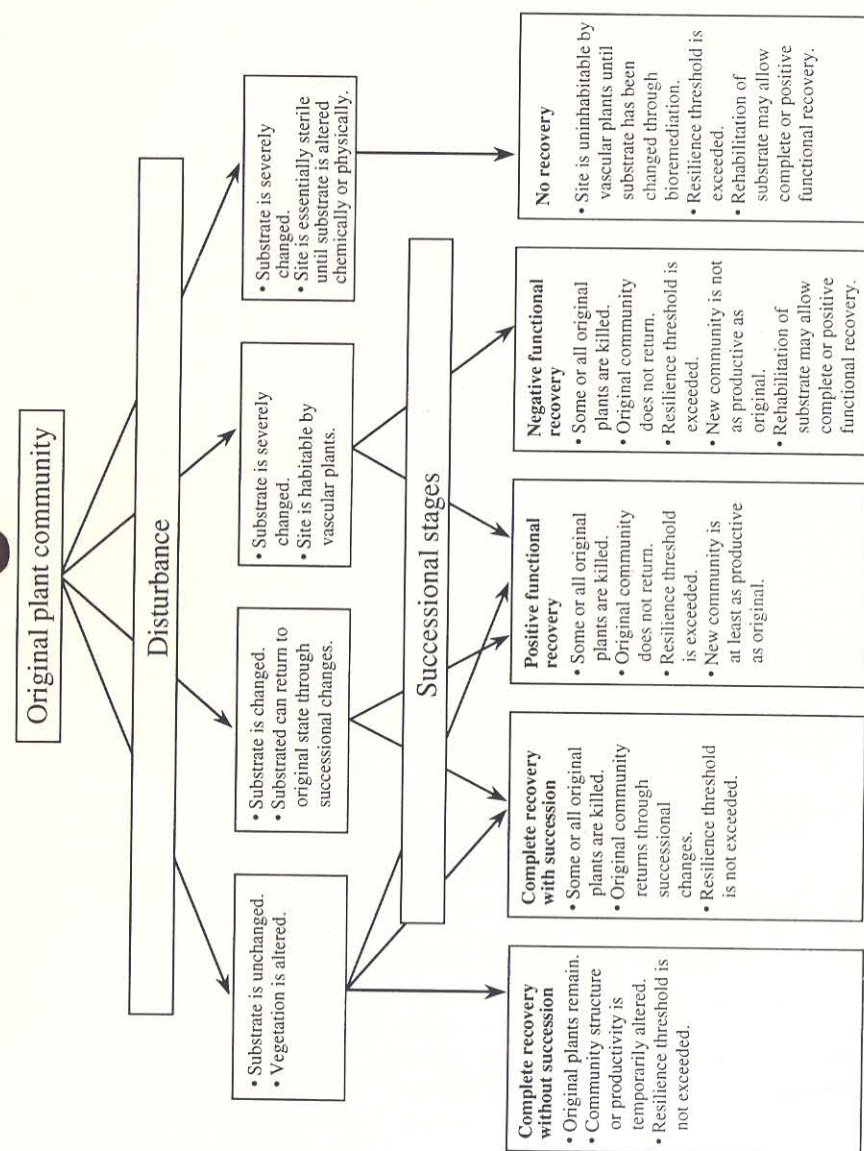 Original plant community
Disturbance
• Substrate is unchanged.
• Vegetation is altered.
• Substrate is changed.
• Substrated can return to
original state through
successional changes.
• Substrate is severely
changed.
• Site is habitable by
vascular plants.
• Substrate is severely
changed.
• Site is essentially sterile
until substrate is altered
chemically or physically.
Successional stages
Complete recovery
without succession
• Original plants remain.
• Community structure
or productivity is
temporarily altered.
• Resilience threshold is
not exceeded.
Complete recovery
with succession
• Some or all original
plants are killed.
• Original community
returns through
successional
changes.
• Resilience threshold
is not exceeded.
Positive functional
recovery
• Some or all original
plants are killed.
• Original community
does not return.
• Resilience threshold
is exceeded.
• New community is
at least as productive
as original.
Negative functional
recovery
• Some or all original
plants are killed.
• Original community
does not return.
• Resilience threshold is
exceeded.
• New community is not
as productive as
original.
• Rehabilitation of
substrate may allow
complete or positive
functional recovery.
No recovery
• Site is uninhabitable by
vascular plants until
substrate has been
changed through
bioremediation.
• Resilience threshold is
exceeded.
• Rehabilitation of
substrate may allow
complete or positive
functional recovery.